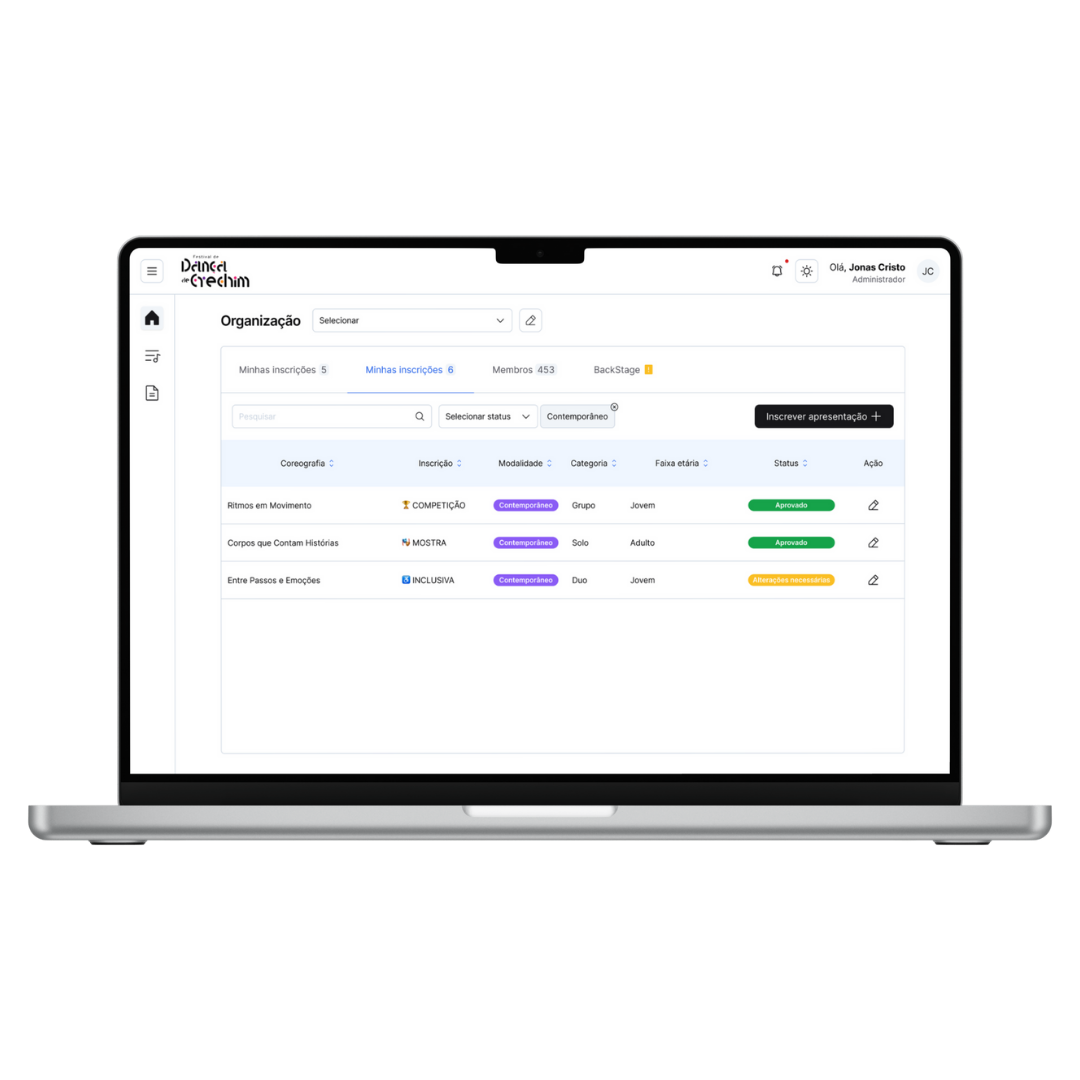 Festival de
Dança
de Erechim
Olá, Jonas Cristo
Administrador
JC
Organização
Selecionar
Minhas inscrições 5
Minhas inscrições 6
Membros 453
BackStage !
Pesquisar
Selecionar status
Contemporâneo
Inscrever apresentação
Coreografia Inscrição Modalidade Categoria Faixa etária Status Ação
Ritmos em Movimento COMPETIÇÃO Contemporâneo Grupo Jovem Aprovado
Corpos que Contam Histórias MOSTRA Contemporâneo Solo Adulto Aprovado
Entre Passos e Emoções INCLUSIVA Contemporâneo Duo Jovem Alterações necessárias